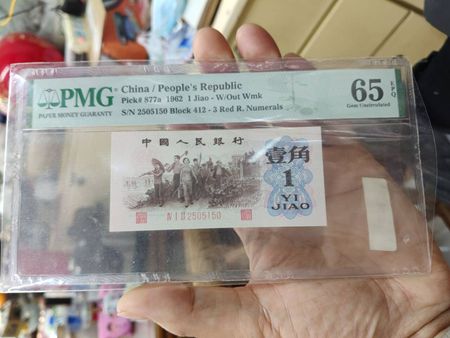 PMG
PAPER MONEY GUARANTY
China / People's Republic
Pick# 877a 1962 1 Jiao - W/Out Wmk
S/N 2505150 Block 412 - 3 Red R. Numerals
65 EPQ
Gem Uncirculated
中國人民銀行
壹角
1
YI
JIAO
2505150